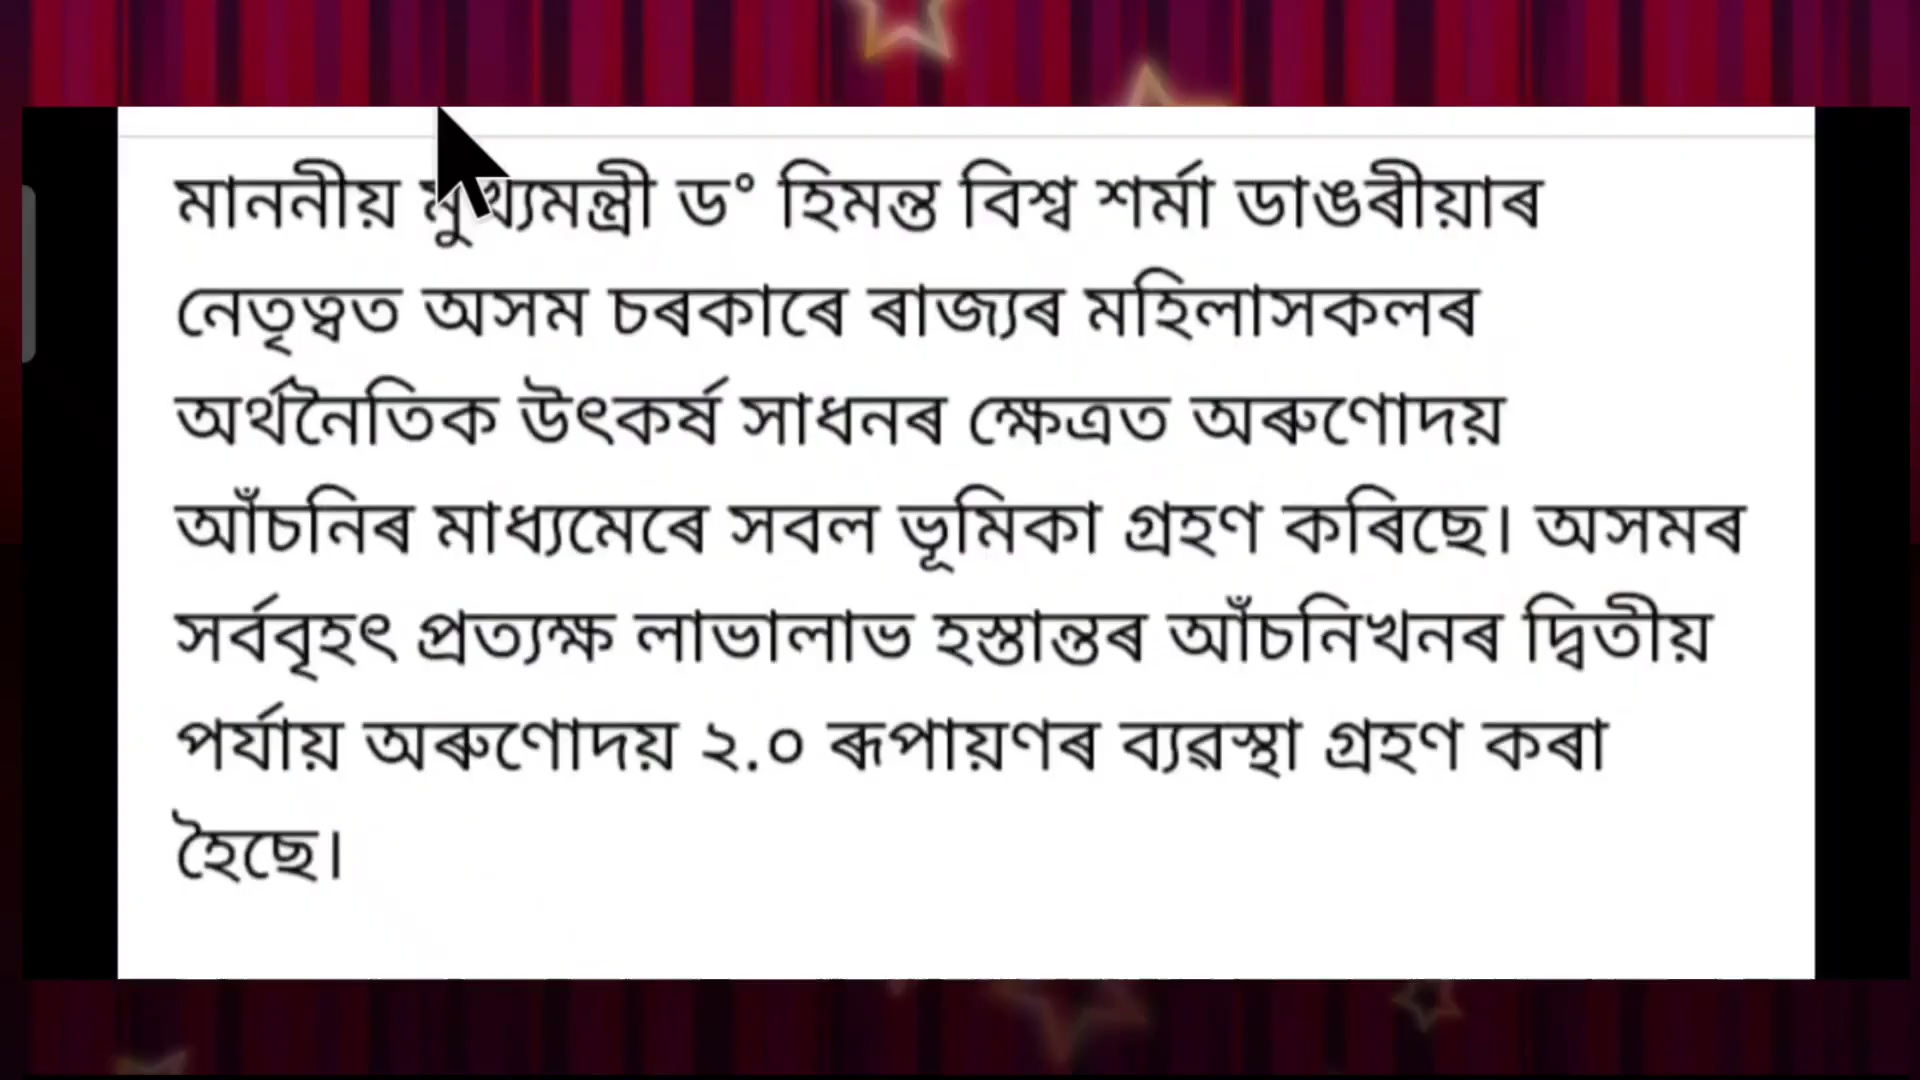 মাননীয় মুখ্যমন্ত্ৰী ড° হিমন্ত বিশ্ব শৰ্মা ডাঙৰীয়াৰ
নেতৃত্বত অসম চৰকাৰে ৰাজ্যৰ মহিলাসকলৰ
অৰ্থনৈতিক উৎকৰ্ষ সাধনৰ ক্ষেত্ৰত অৰুণোদয়
আঁচনিৰ মাধ্যমেৰে সবল ভূমিকা গ্ৰহণ কৰিছে। অসমৰ
সৰ্ববৃহৎ প্ৰত্যক্ষ লাভালাভ হস্তান্তৰ আঁচনিখনৰ দ্বিতীয়
পৰ্যায় অৰুণোদয় ২.০ ৰূপায়ণৰ ব্যৱস্থা গ্ৰহণ কৰা
হৈছে।